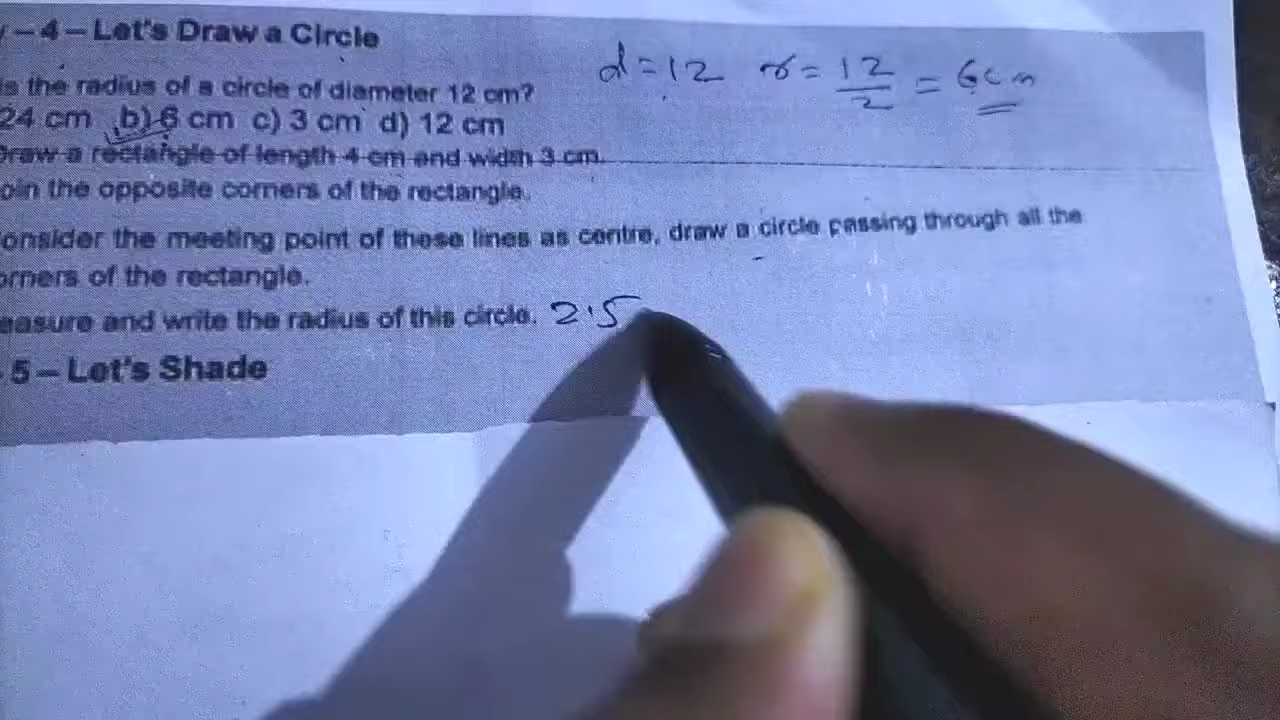 - 4 - Let's Draw a Circle
d = 12 r = 12/2 = 6cm
is the radius of a circle of diameter 12 cm?
24 cm b) 6 cm c) 3 cm d) 12 cm
Draw a rectangle of length 4 cm and width 3 cm.
oin the opposite corners of the rectangle.
onsider the meeting point of these lines as centre, draw a circle passing through all the
orners of the rectangle.
easure and write the radius of this circle. 2.5
- 5 - Let's Shade